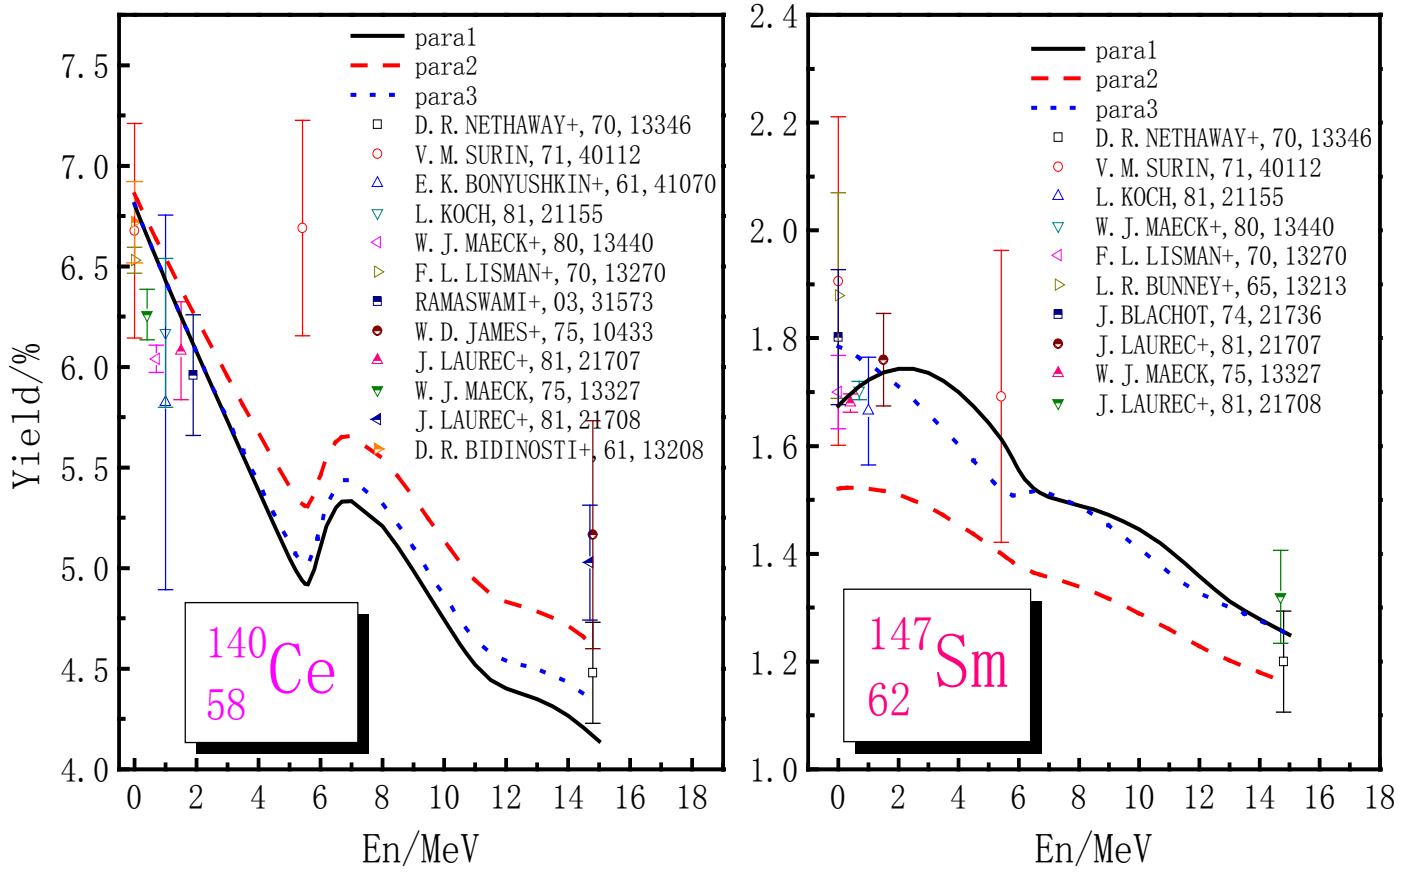 7.5
7.0
6.5
6.0
5.5
5.0
4.5
4.0
Yield/%
0 2 4 6 8 10 12 14 16 18
En/MeV
para1
para2
para3
D.R.NETHAWAY+,70,13346
V.M.SURIN,71,40112
E.K.BONYUSHKIN+,61,41070
L.KOCH,81,21155
W.J.MAECK+,80,13440
F.L.LISMAN+,70,13270
RAMASWAMI+,03,31573
W.D.JAMES+,75,10433
J.LAUREC+,81,21707
W.J.MAECK,75,13327
J.LAUREC+,81,21708
D.R.BIDINOSTI+,61,13208
140
Ce
58
2.4
2.2
2.0
1.8
1.6
1.4
1.2
1.0
0 2 4 6 8 10 12 14 16 18
En/MeV
para1
para2
para3
D.R.NETHAWAY+,70,13346
V.M.SURIN,71,40112
L.KOCH,81,21155
W.J.MAECK+,80,13440
F.L.LISMAN+,70,13270
L.R.BUNNEY+,65,13213
J.BLACHOT,74,21736
J.LAUREC+,81,21707
W.J.MAECK,75,13327
J.LAUREC+,81,21708
147
Sm
62